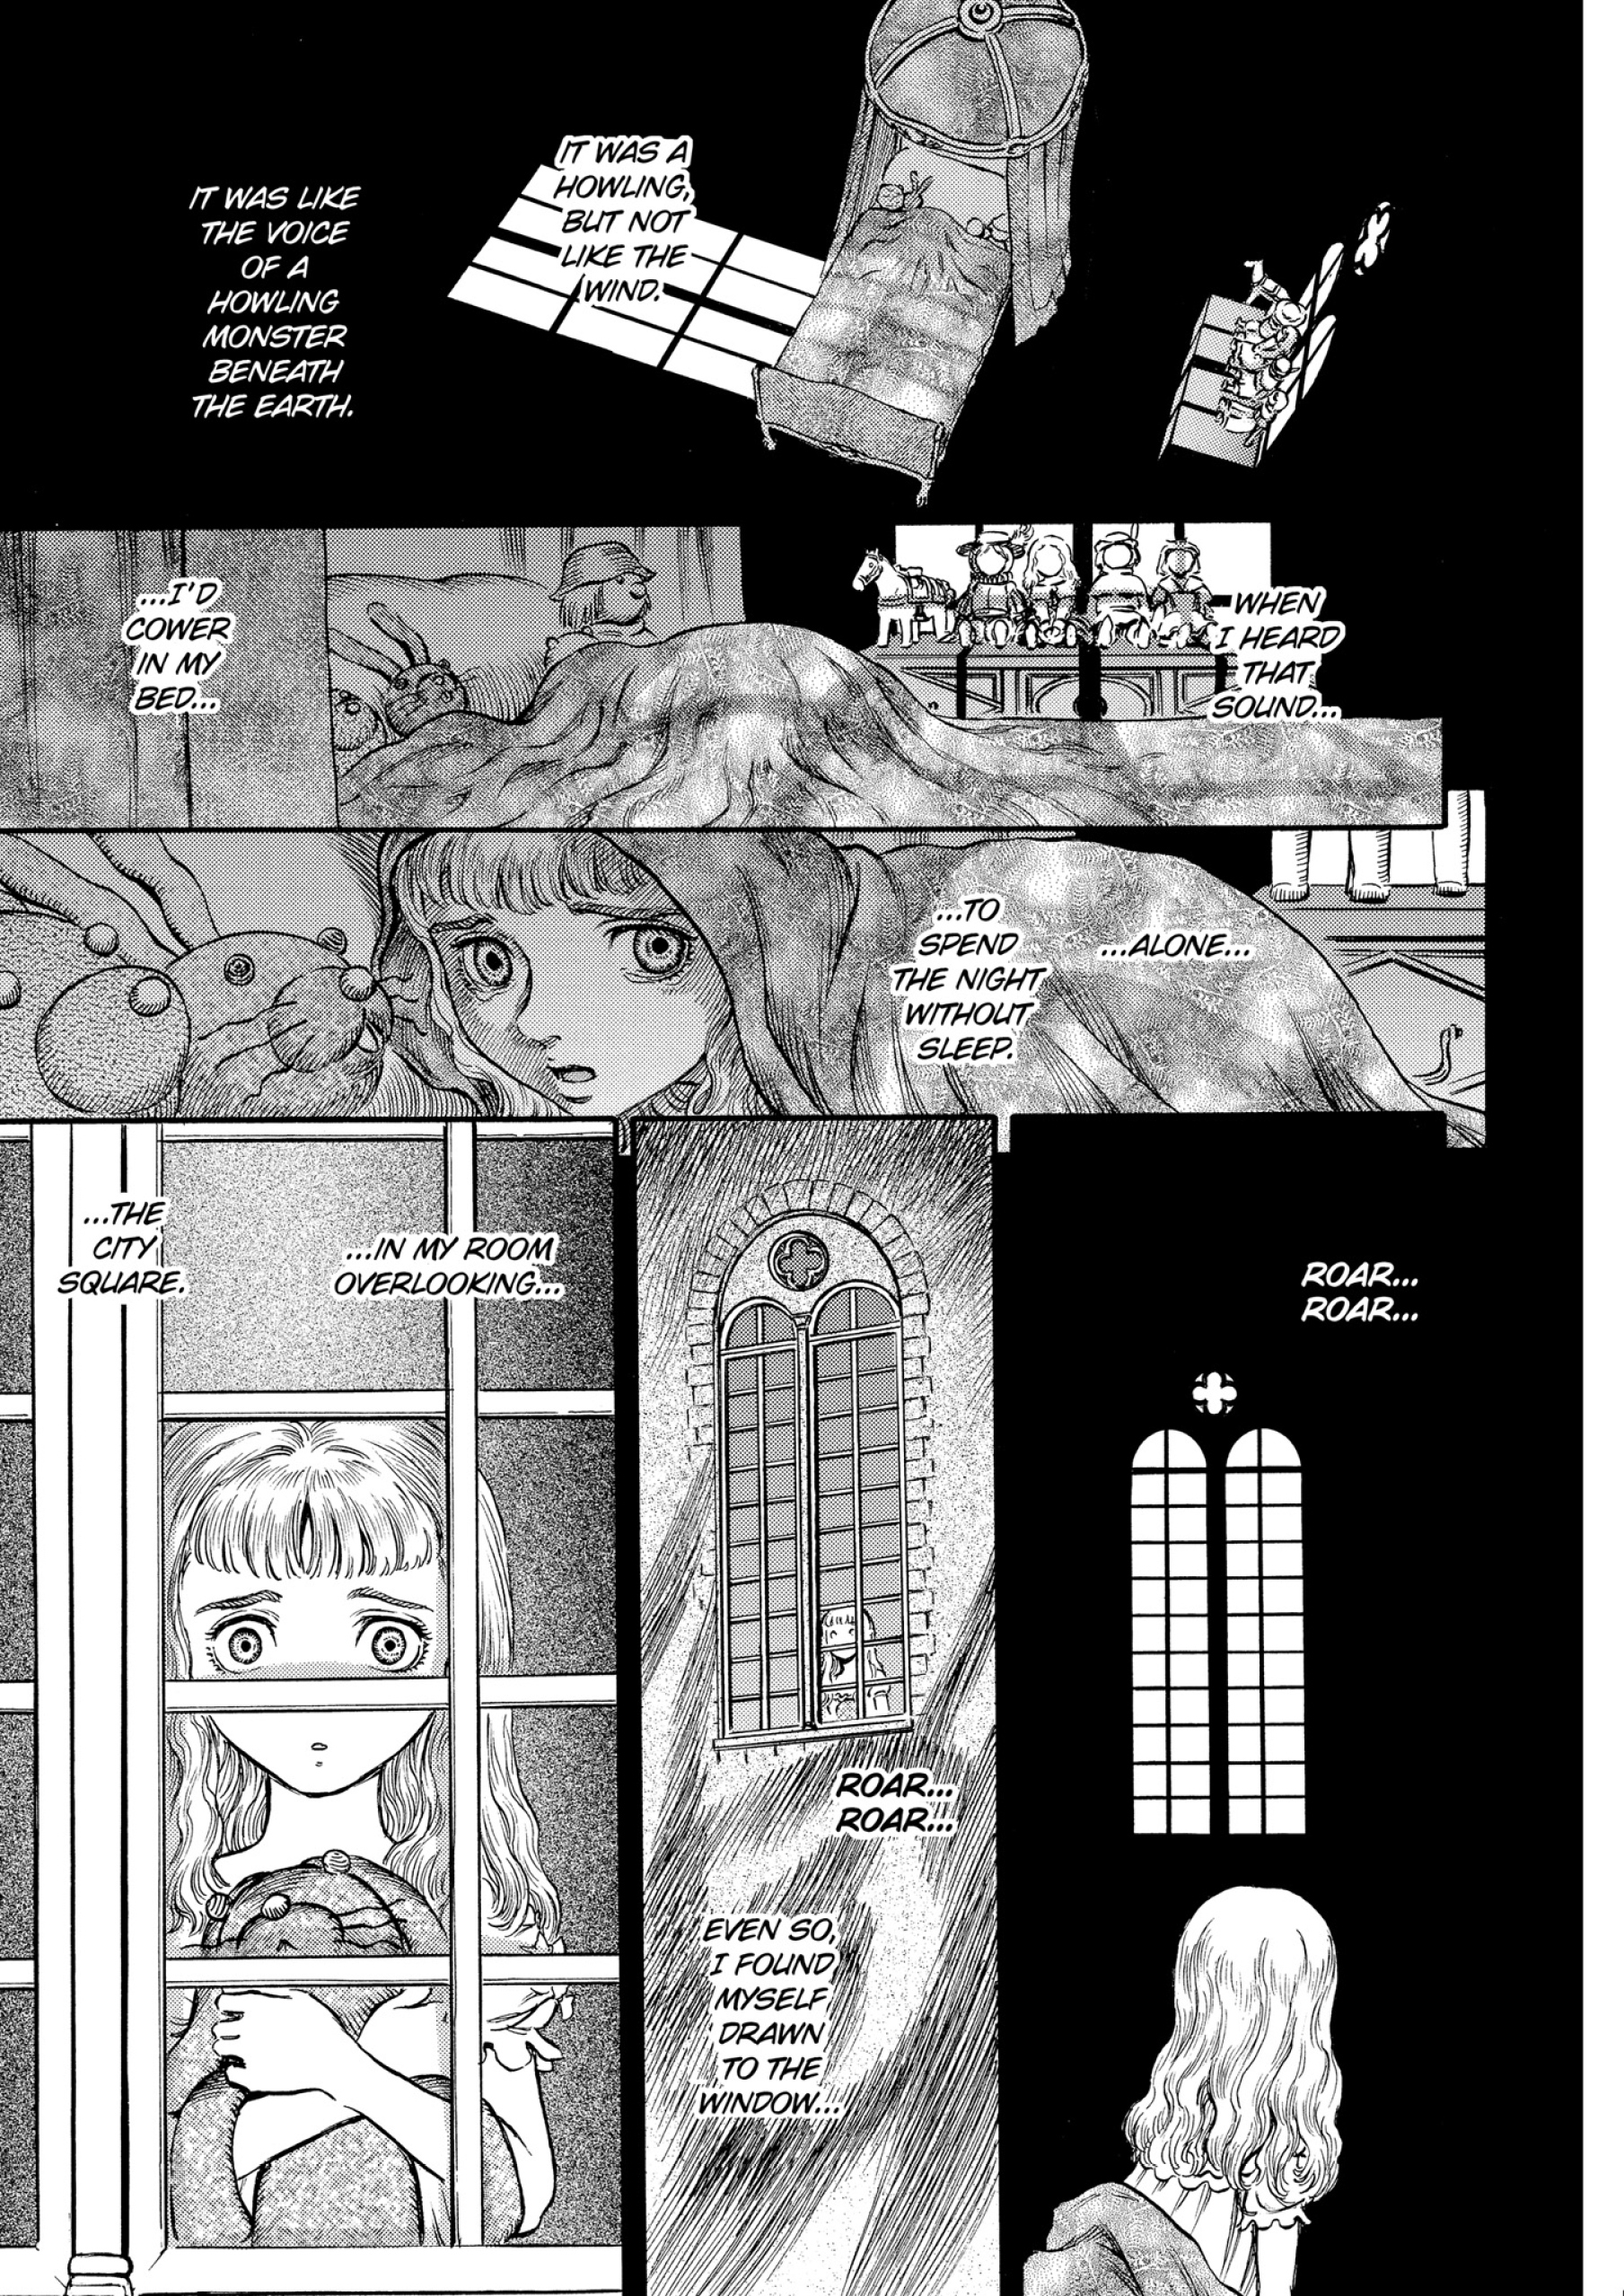 IT WAS A
HOWLING,
BUT NOT
LIKE THE
WIND.
IT WAS LIKE
THE VOICE
OF A
HOWLING
MONSTER
BENEATH
THE EARTH.
WHEN
I HEARD
THAT
SOUND...
...I'D
COWER
IN MY
BED...
...ALONE...
...TO
SPEND
THE NIGHT
WITHOUT
SLEEP.
ROAR...
ROAR...
ROAR...
ROAR...
EVEN SO,
I FOUND
MYSELF
DRAWN
TO THE
WINDOW...
...IN MY ROOM
OVERLOOKING...
...THE
CITY
SQUARE.